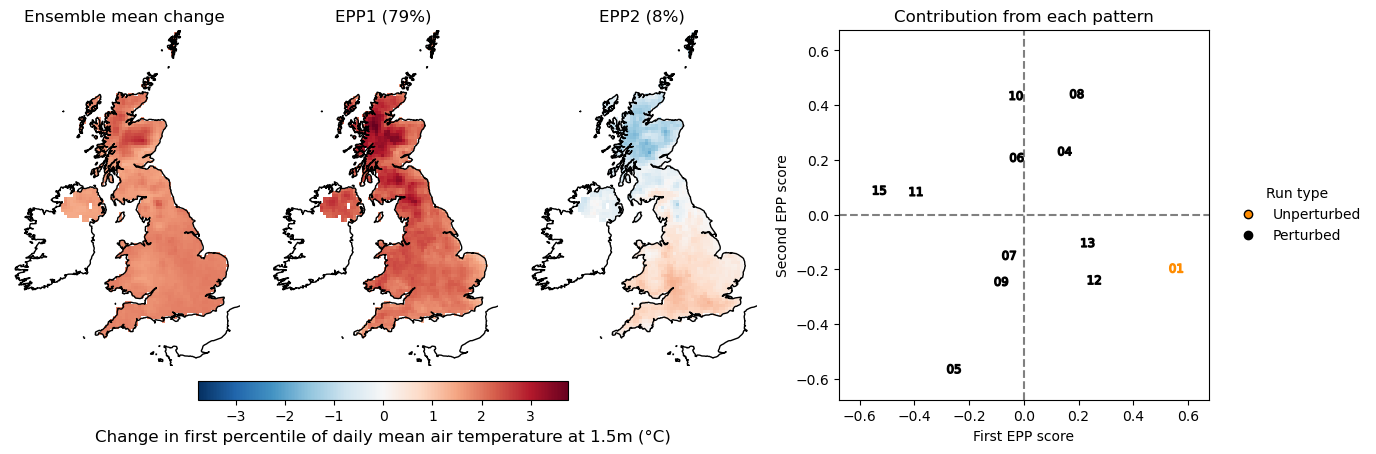 Ensemble mean change
EPP1 (79%)
EPP2 (8%)
Contribution from each pattern
−3 −2 −1 0 1 2 3
Change in first percentile of daily mean air temperature at 1.5m (°C)
Second EPP score
0.6
0.4
0.2
0.0
−0.2
−0.4
−0.6
10
08
06
04
15
11
07
13
09
12
01
05
−0.6 −0.4 −0.2 0.0 0.2 0.4 0.6
First EPP score
Run type
Unperturbed
Perturbed